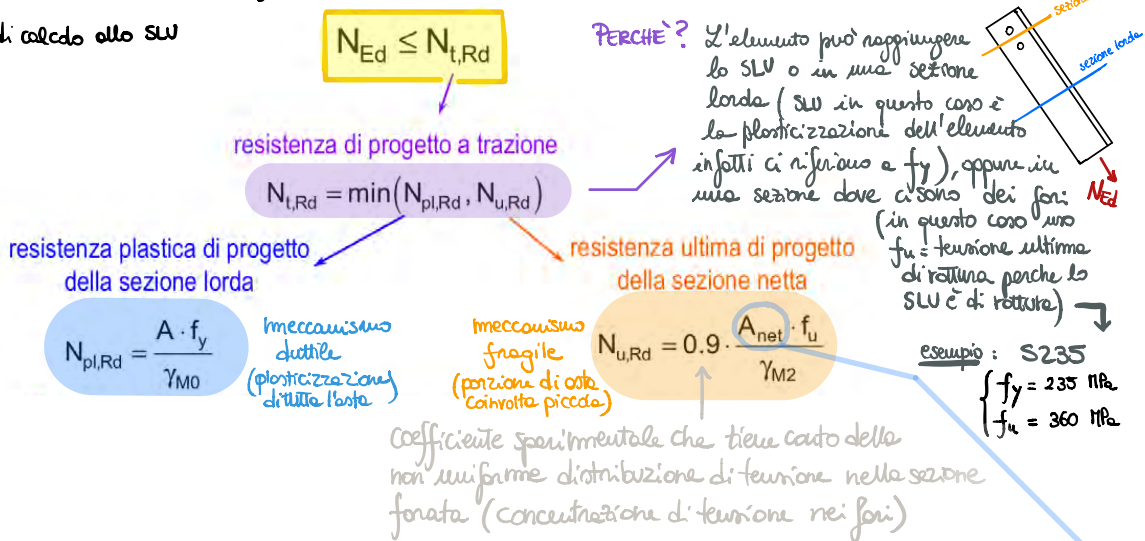 di calcolo allo SLU
N_Ed ≤ N_t,Rd
resistenza di progetto a trazione
N_t,Rd = min(N_pl,Rd , N_u,Rd)
PERCHE'? L'elemento può raggiungere
lo SLU o in una sezione
lorda (SLU in questo caso è
la plasticizzazione dell'elemento
infatti ci riferiamo a fy), oppure in
una sezione dove ci sono dei fori
(in questo caso uso
fu = tensione ultima
di rottura perche lo
SLU è di rottura)
sezione lorda
N_Ed
resistenza plastica di progetto
della sezione lorda
N_pl,Rd = A · f_y / γ_M0
meccanismo
duttile
(plasticizzazione
di tutta l'asta
resistenza ultima di progetto
della sezione netta
meccanismo
fragile
(porzione di asta
coinvolta piccola)
N_u,Rd = 0.9 · A_net · f_u / γ_M2
esempio : S235
fy = 235 MPa
fu = 360 MPa
coefficiente sperimentale che tiene conto della
non uniforme distribuzione di tensione nella sezione
forata (concentrazione di tensione nei fori)